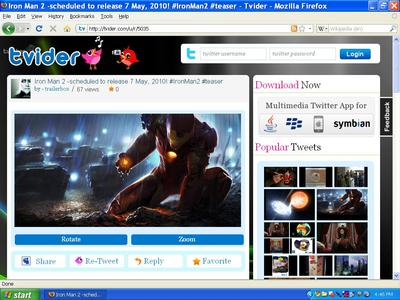 Iron Man 2 -scheduled to release 7 May, 2010! #IronMan2 #teaser - Tvider - Mozilla Firefox
File Edit View History Bookmarks Tools Help
http://tvider.com/u/r/5035
Wikipedia (en)
tvider
twitter username
twitter password
Login
Iron Man 2 -scheduled to release 7 May, 2010! #IronMan2 #teaser
by - trailerbox / 67 views 0
Rotate
Zoom
Share
Re-Tweet
Reply
Favorite
Download Now
Multimedia Twitter App for
symbian
Popular Tweets
Feedback
Done
start
Iron Man 2 -sched...
4:46 PM